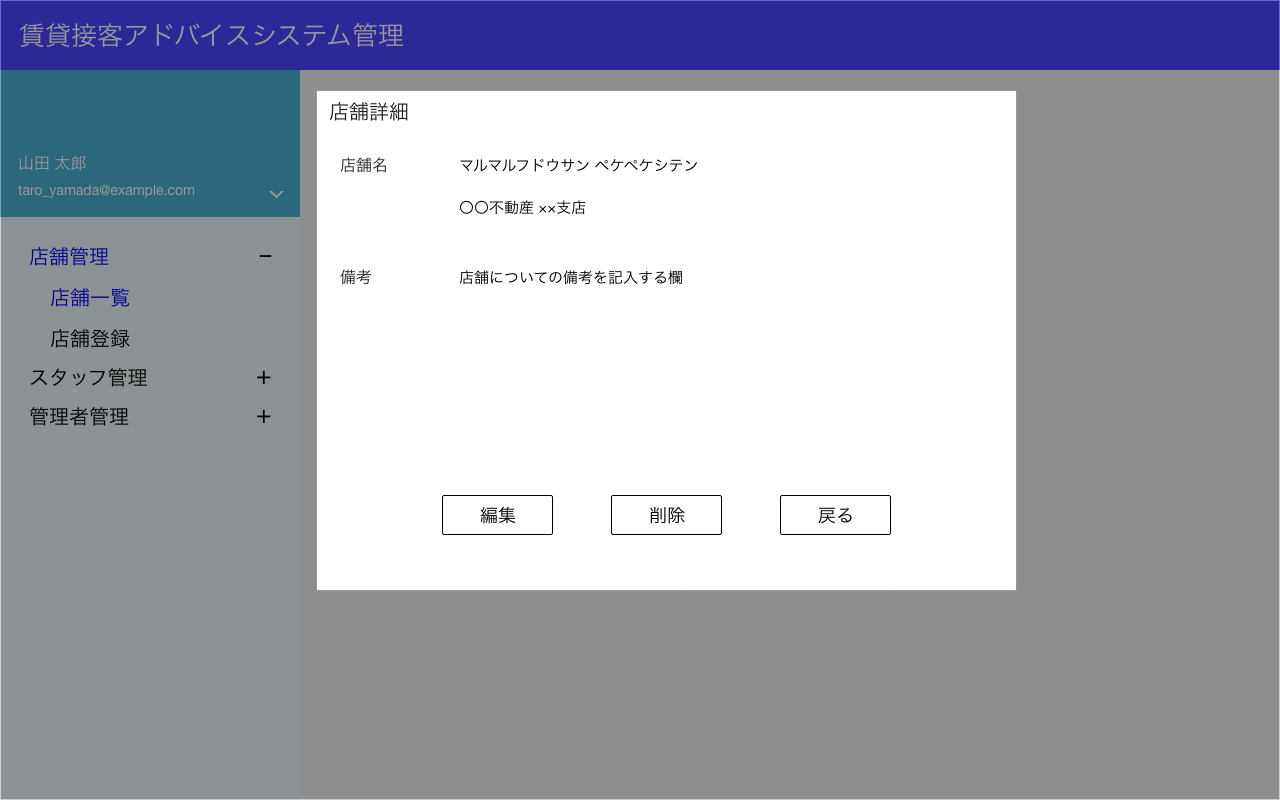 賃貸接客アドバイスシステム管理
山田 太郎
taro_yamada@example.com
店舗管理 −
店舗一覧
店舗登録
スタッフ管理 +
管理者管理 +
店舗詳細
店舗名 マルマルフドウサン ペケペケシテン
〇〇不動産 ××支店
備考 店舗についての備考を記入する欄
編集 削除 戻る